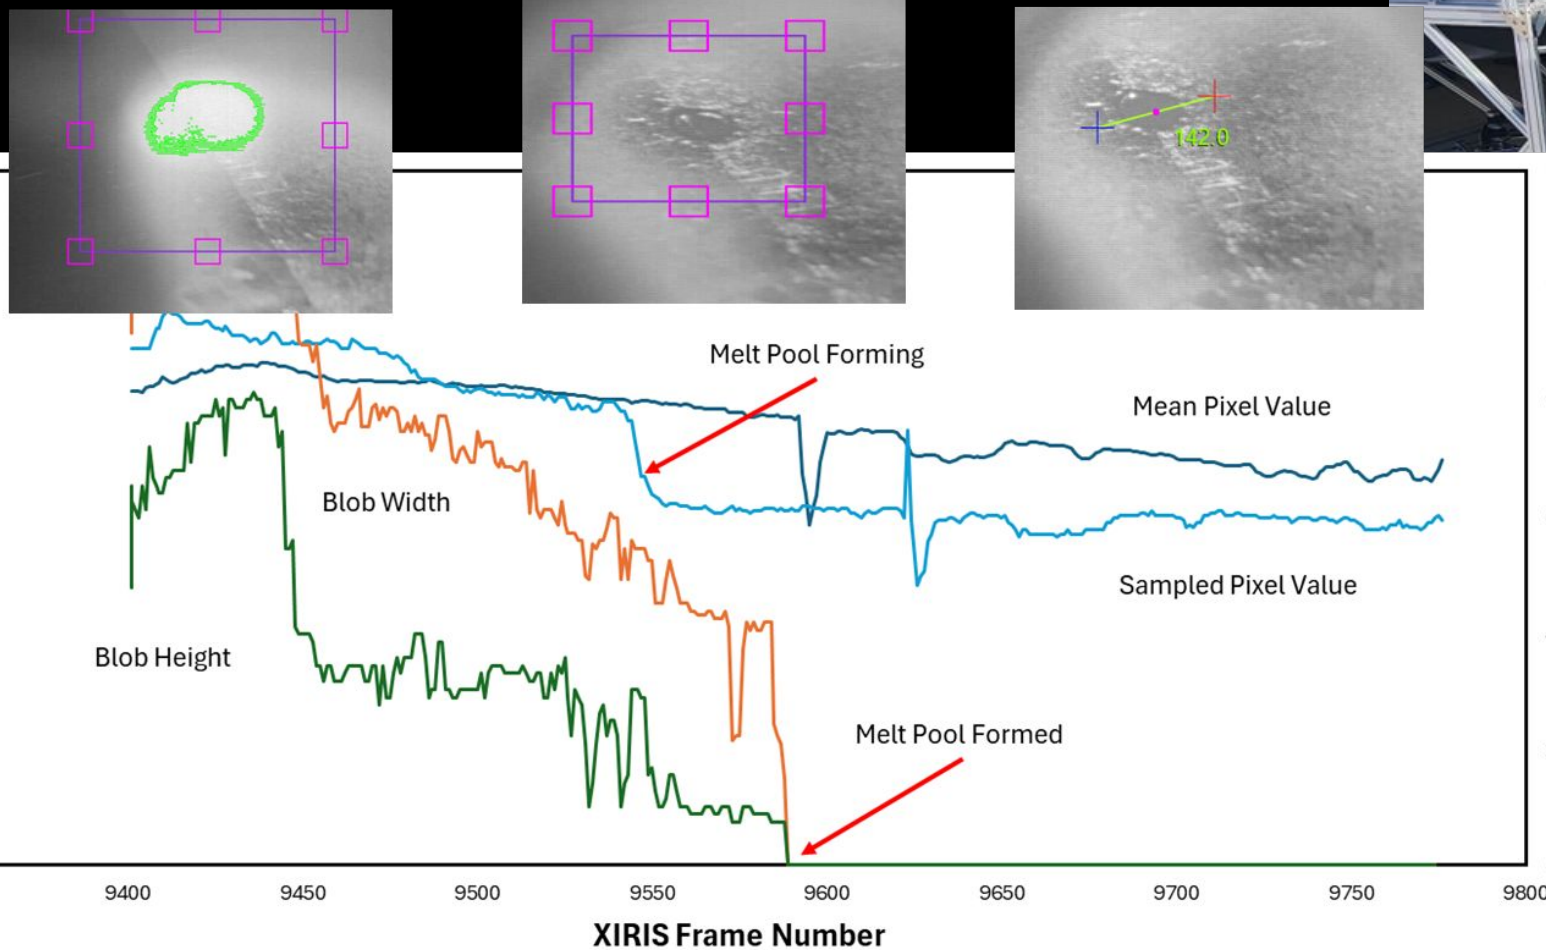 142.0
Melt Pool Forming
Mean Pixel Value
Blob Width
Sampled Pixel Value
Blob Height
Melt Pool Formed
9400 9450 9500 9550 9600 9650 9700 9750 9800
XIRIS Frame Number